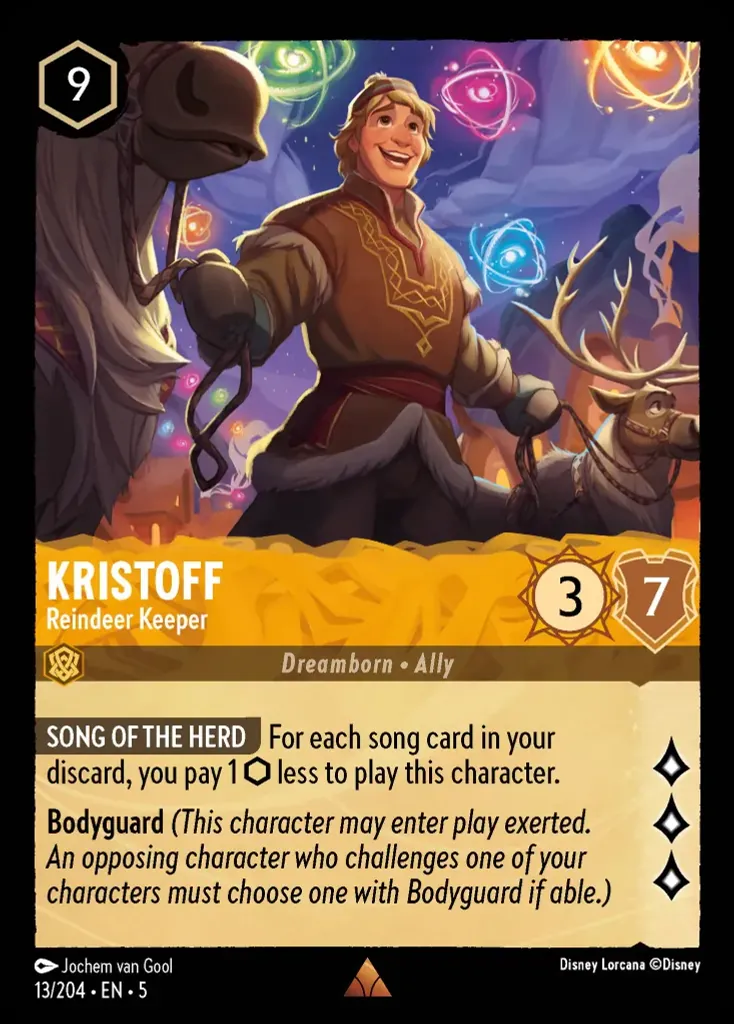 9
KRISTOFF
Reindeer Keeper
3
7
Dreamborn • Ally
SONG OF THE HERD For each song card in your
discard, you pay 1 ⬡ less to play this character.
Bodyguard (This character may enter play exerted.
An opposing character who challenges one of your
characters must choose one with Bodyguard if able.)
Jochem van Gool
13/204 • EN • 5
Disney Lorcana ©Disney